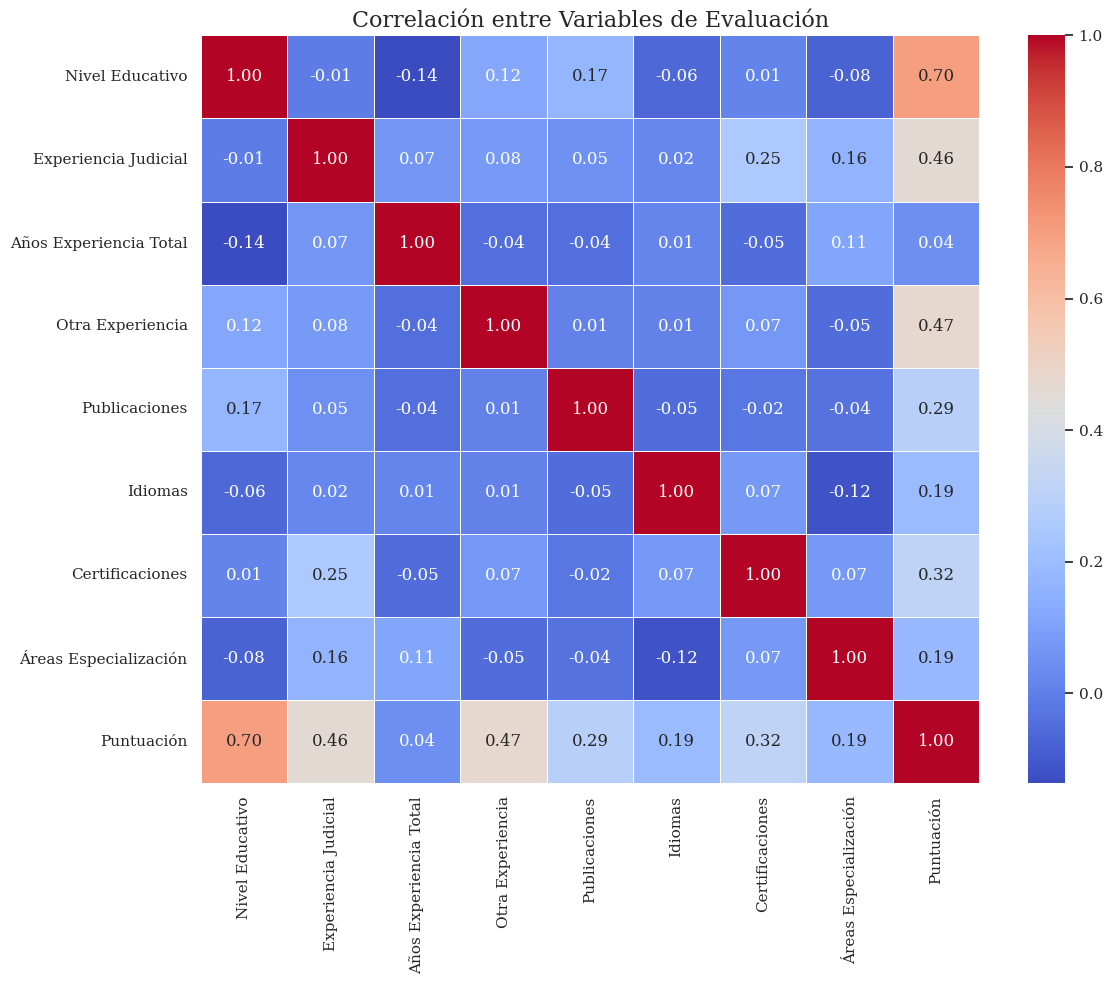 Correlación entre Variables de Evaluación
Nivel Educativo 1.00 -0.01 -0.14 0.12 0.17 -0.06 0.01 -0.08 0.70
Experiencia Judicial -0.01 1.00 0.07 0.08 0.05 0.02 0.25 0.16 0.46
Años Experiencia Total -0.14 0.07 1.00 -0.04 -0.04 0.01 -0.05 0.11 0.04
Otra Experiencia 0.12 0.08 -0.04 1.00 0.01 0.01 0.07 -0.05 0.47
Publicaciones 0.17 0.05 -0.04 0.01 1.00 -0.05 -0.02 -0.04 0.29
Idiomas -0.06 0.02 0.01 0.01 -0.05 1.00 0.07 -0.12 0.19
Certificaciones 0.01 0.25 -0.05 0.07 -0.02 0.07 1.00 0.07 0.32
Áreas Especialización -0.08 0.16 0.11 -0.05 -0.04 -0.12 0.07 1.00 0.19
Puntuación 0.70 0.46 0.04 0.47 0.29 0.19 0.32 0.19 1.00
Nivel Educativo
Experiencia Judicial
Años Experiencia Total
Otra Experiencia
Publicaciones
Idiomas
Certificaciones
Áreas Especialización
Puntuación
1.0
0.8
0.6
0.4
0.2
0.0